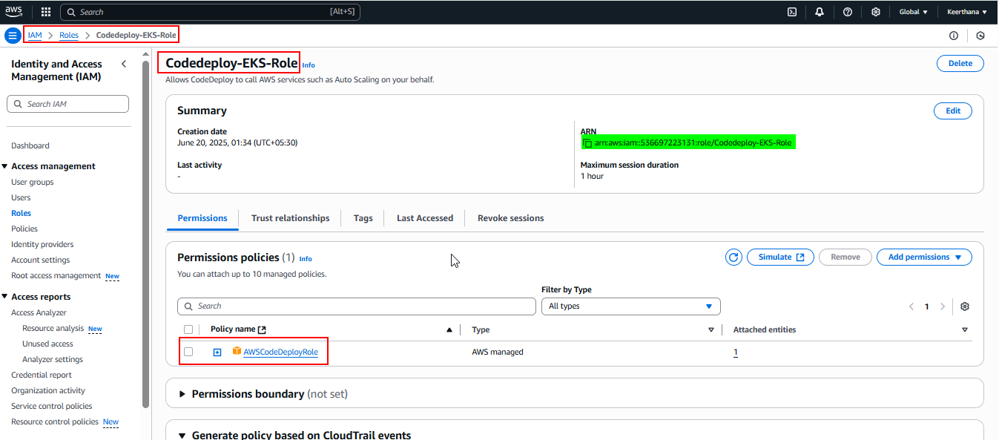 aws
Search [Alt+S]
Global
Keerthana
IAM > Roles > Codedeploy-EKS-Role
Identity and Access Management (IAM)
Search IAM
Dashboard
Access management
User groups
Users
Roles
Policies
Identity providers
Account settings
Root access management New
Access reports
Access Analyzer
Resource analysis New
Unused access
Analyzer settings
Credential report
Organization activity
Service control policies
Resource control policies New
Codedeploy-EKS-Role Info
Delete
Allows CodeDeploy to call AWS services such as Auto Scaling on your behalf.
Summary
Edit
Creation date
June 20, 2025, 01:34 (UTC+05:30)
ARN
arn:aws:iam::536697223131:role/Codedeploy-EKS-Role
Last activity
-
Maximum session duration
1 hour
Permissions
Trust relationships
Tags
Last Accessed
Revoke sessions
Permissions policies (1) Info
Simulate
Remove
Add permissions
You can attach up to 10 managed policies.
Filter by Type
Search
All types
1
Policy name
Type
Attached entities
AWSCodeDeployRole
AWS managed
1
Permissions boundary (not set)
Generate policy based on CloudTrail events